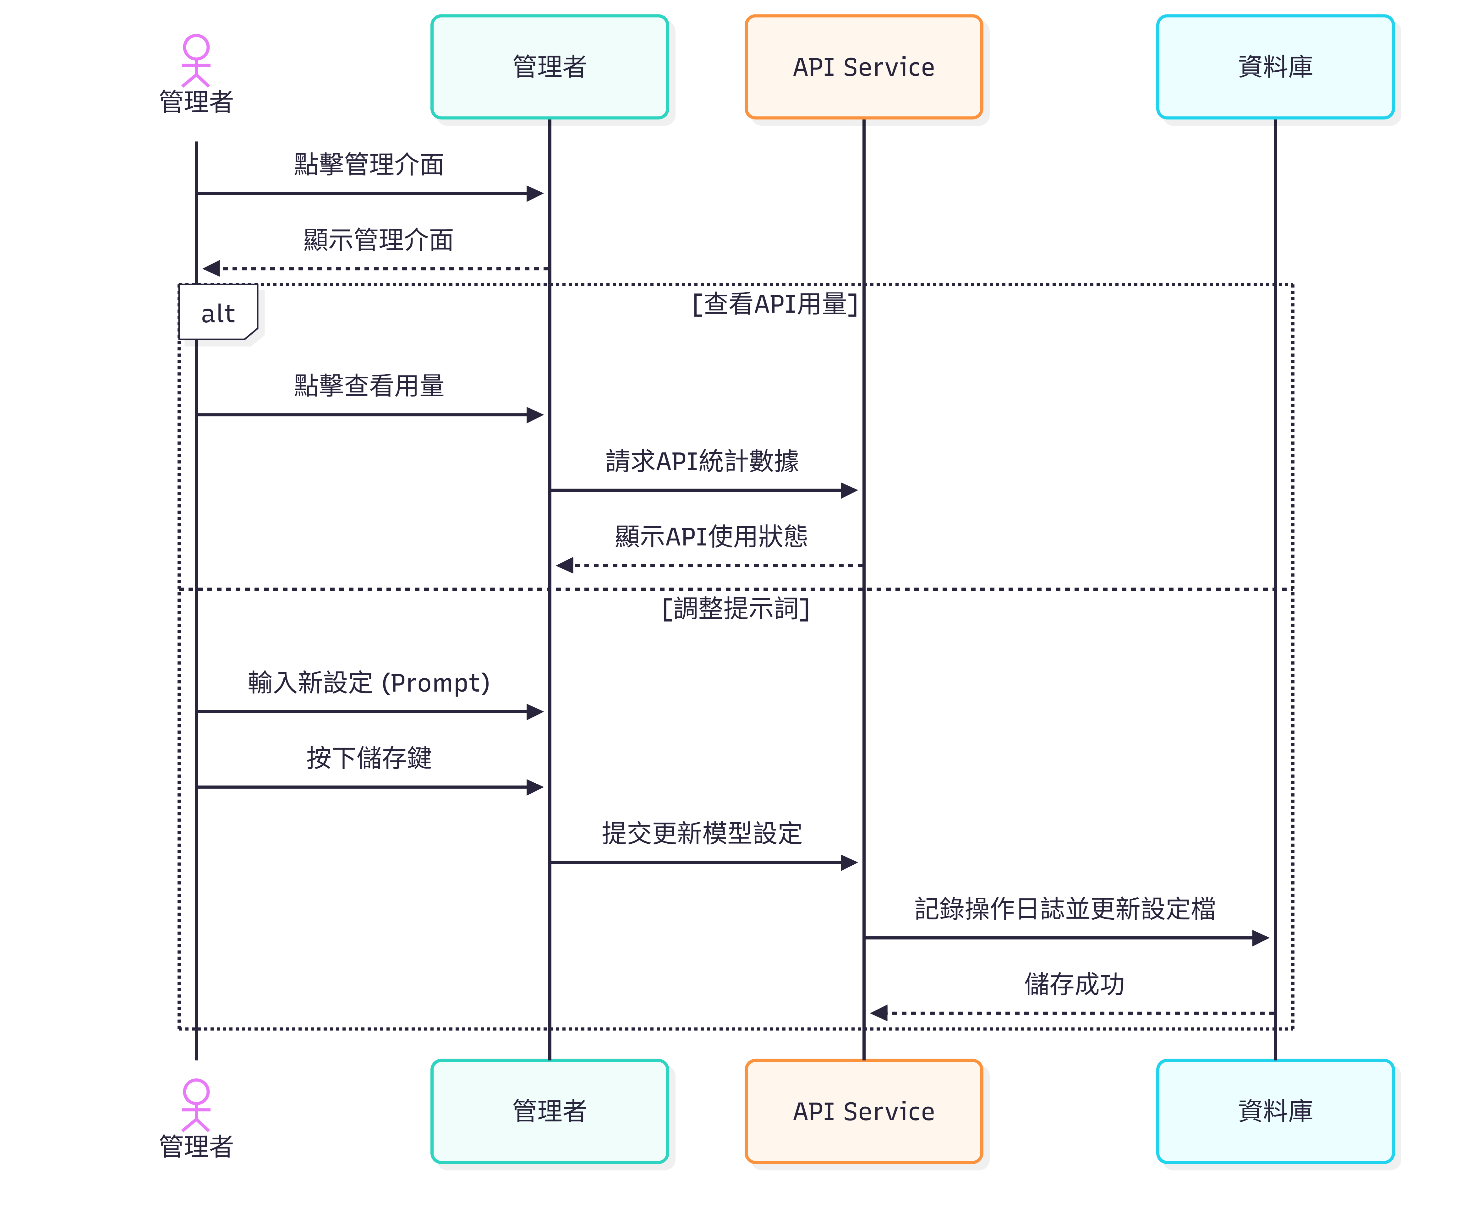 管理者
管理者
API Service
資料庫
點擊管理介面
顯示管理介面
alt
[查看API用量]
點擊查看用量
請求API統計數據
顯示API使用狀態
[調整提示詞]
輸入新設定 (Prompt)
按下儲存鍵
提交更新模型設定
記錄操作日誌並更新設定檔
儲存成功
管理者
管理者
API Service
資料庫